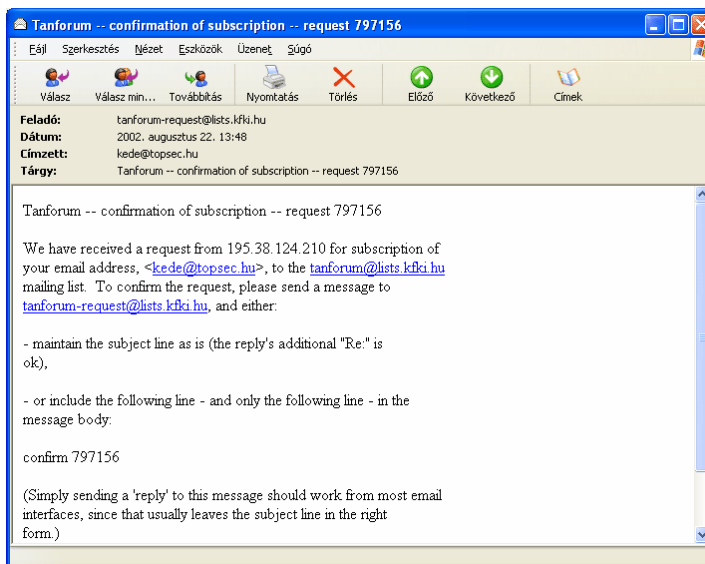 Tanforum -- confirmation of subscription -- request 797156
Fájl Szerkesztés Nézet Eszközök Üzenet Súgó
Válasz Válasz min... Továbbítás Nyomtatás Törlés Előző Következő Címek
Feladó: tanforum-request@lists.kfki.hu
Dátum: 2002. augusztus 22. 13:48
Címzett: kede@topsec.hu
Tárgy: Tanforum -- confirmation of subscription -- request 797156
Tanforum -- confirmation of subscription -- request 797156
We have received a request from 195.38.124.210 for subscription of
your email address, <kede@topsec.hu>, to the tanforum@lists.kfki.hu
mailing list. To confirm the request, please send a message to
tanforum-request@lists.kfki.hu, and either:
- maintain the subject line as is (the reply's additional "Re:" is
ok),
- or include the following line - and only the following line - in the
message body:
confirm 797156
(Simply sending a 'reply' to this message should work from most email
interfaces, since that usually leaves the subject line in the right
form.)